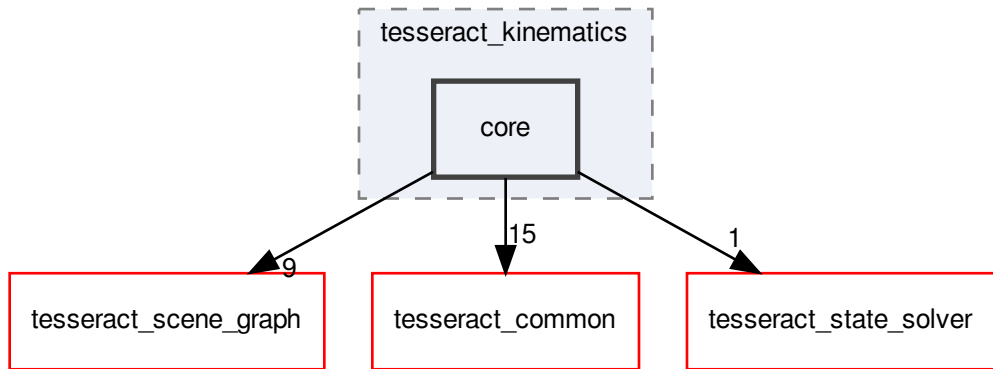 tesseract_kinematics
core
15
1
9
tesseract_scene_graph
tesseract_common
tesseract_state_solver